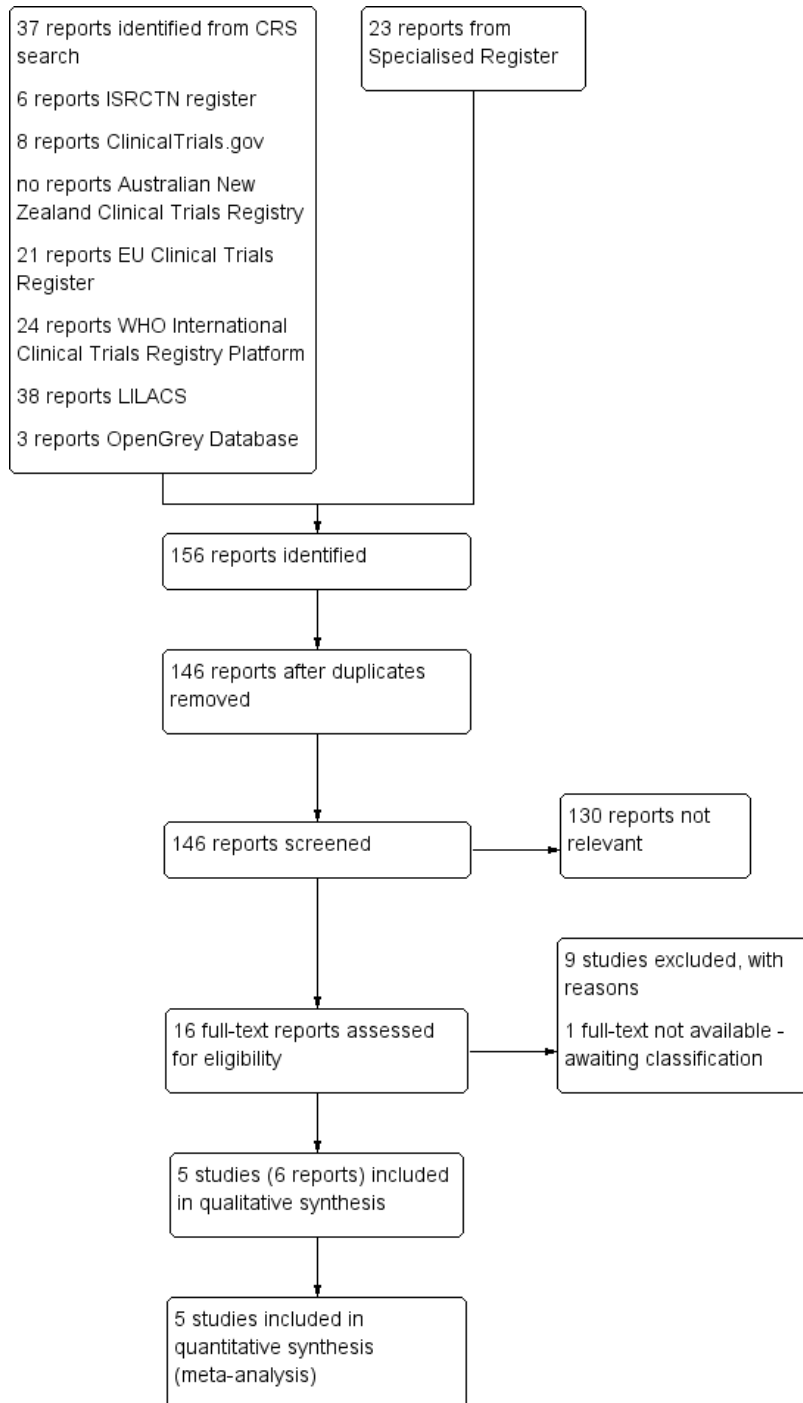 37 reports identified from CRS
search
6 reports ISRCTN register
8 reports ClinicalTrials.gov
no reports Australian New
Zealand Clinical Trials Registry
21 reports EU Clinical Trials
Register
24 reports WHO International
Clinical Trials Registry Platform
38 reports LILACS
3 reports OpenGrey Database
23 reports from
Specialised Register
156 reports identified
146 reports after duplicates
removed
146 reports screened
130 reports not
relevant
16 full-text reports assessed
for eligibility
9 studies excluded, with
reasons
1 full-text not available -
awaiting classification
5 studies (6 reports) included
in qualitative synthesis
5 studies included in
quantitative synthesis
(meta-analysis)